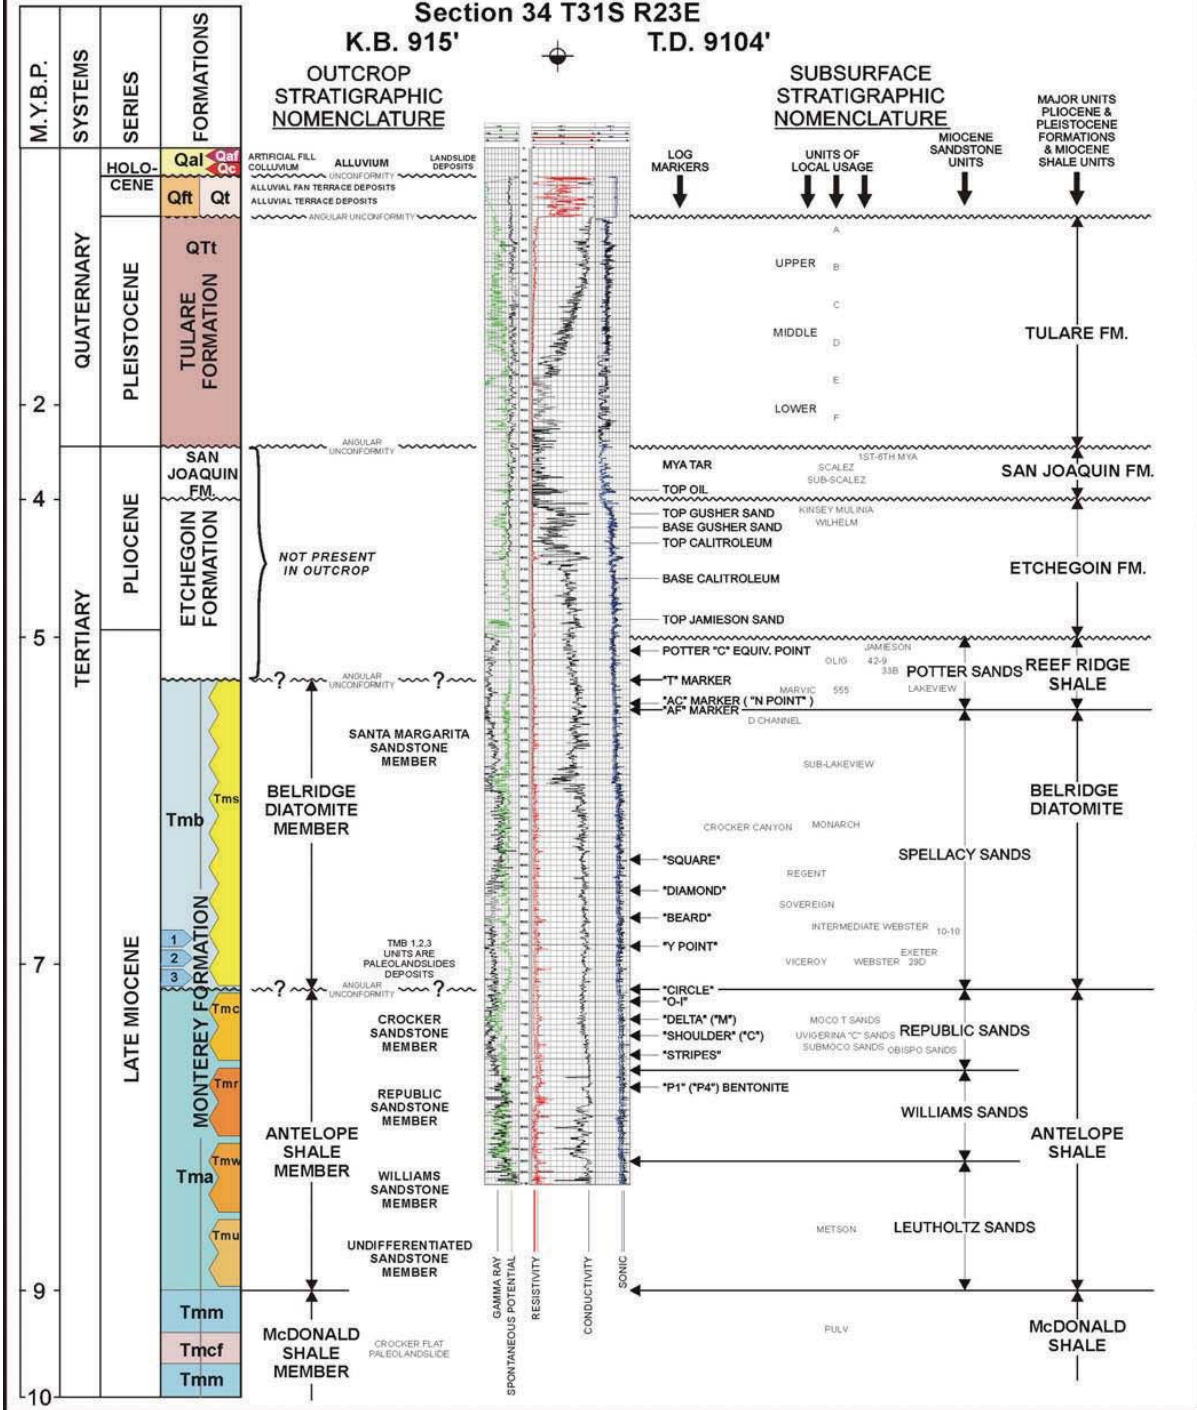 Section 34 T31S R23E
K.B. 915' T.D. 9104'
M.Y.B.P.
SYSTEMS
SERIES
FORMATIONS
OUTCROP
STRATIGRAPHIC
NOMENCLATURE
SUBSURFACE
STRATIGRAPHIC
NOMENCLATURE
LOG
MARKERS
UNITS OF
LOCAL USAGE
MIOCENE
SANDSTONE
UNITS
MAJOR UNITS
PLIOCENE &
PLEISTOCENE
FORMATIONS
& MIOCENE
SHALE UNITS
2
4
5
7
9
10
QUATERNARY
TERTIARY
HOLO-
CENE
PLEISTOCENE
PLIOCENE
LATE MIOCENE
Qal
Qaf
Qc
Qft
Qt
QTt
TULARE
FORMATION
SAN
JOAQUIN
FM.
ETCHEGOIN
FORMATION
MONTEREY FORMATION
Tmb
Tms
1
2
3
Tmc
Tmr
Tma
Tmw
Tmu
Tmm
Tmcf
Tmm
ARTIFICIAL FILL
COLLUVIUM
ALLUVIUM
LANDSLIDE
DEPOSITS
UNCONFORMITY
ALLUVIAL FAN TERRACE DEPOSITS
ALLUVIAL TERRACE DEPOSITS
ANGULAR UNCONFORMITY
ANGULAR
UNCONFORMITY
NOT PRESENT
IN OUTCROP
? ANGULAR ?
UNCONFORMITY
SANTA MARGARITA
SANDSTONE
MEMBER
BELRIDGE
DIATOMITE
MEMBER
TMB 1,2,3
UNITS ARE
PALEOLANDSLIDES
DEPOSITS
? ANGULAR ?
UNCONFORMITY
CROCKER
SANDSTONE
MEMBER
REPUBLIC
SANDSTONE
MEMBER
ANTELOPE
SHALE
MEMBER
WILLIAMS
SANDSTONE
MEMBER
UNDIFFERENTIATED
SANDSTONE
MEMBER
McDONALD
SHALE
MEMBER
CROCKER FLAT
PALEOLANDSLIDE
GAMMA RAY
SPONTANEOUS POTENTIAL
RESISTIVITY
CONDUCTIVITY
SONIC
MYA TAR
TOP OIL
TOP GUSHER SAND
BASE GUSHER SAND
TOP CALITROLEUM
BASE CALITROLEUM
TOP JAMIESON SAND
POTTER "C" EQUIV. POINT
"T" MARKER
"AC" MARKER ( "N POINT" )
"AF" MARKER
"SQUARE"
"DIAMOND"
"BEARD"
"Y POINT"
"CIRCLE"
"O-I"
"DELTA" ("M")
"SHOULDER" ("C")
"STRIPES"
"P1" ("P4") BENTONITE
A
UPPER B
C
MIDDLE D
E
LOWER F
1ST-6TH MYA
SCALEZ
SUB-SCALEZ
KINSEY MULINIA
WILHELM
JAMIESON
OLIG 42-9
33B
MARVIC 555 LAKEVIEW
D CHANNEL
SUB-LAKEVIEW
CROCKER CANYON MONARCH
REGENT
SOVEREIGN
INTERMEDIATE WEBSTER 10-10
EXETER
VICEROY WEBSTER 29D
MOCO T SANDS
UVIGERINA "C" SANDS
SUBMOCO SANDS OBISPO SANDS
METSON
PULV
POTTER SANDS
SPELLACY SANDS
REPUBLIC SANDS
WILLIAMS SANDS
LEUTHOLTZ SANDS
TULARE FM.
SAN JOAQUIN FM.
ETCHEGOIN FM.
REEF RIDGE
SHALE
BELRIDGE
DIATOMITE
ANTELOPE
SHALE
McDONALD
SHALE